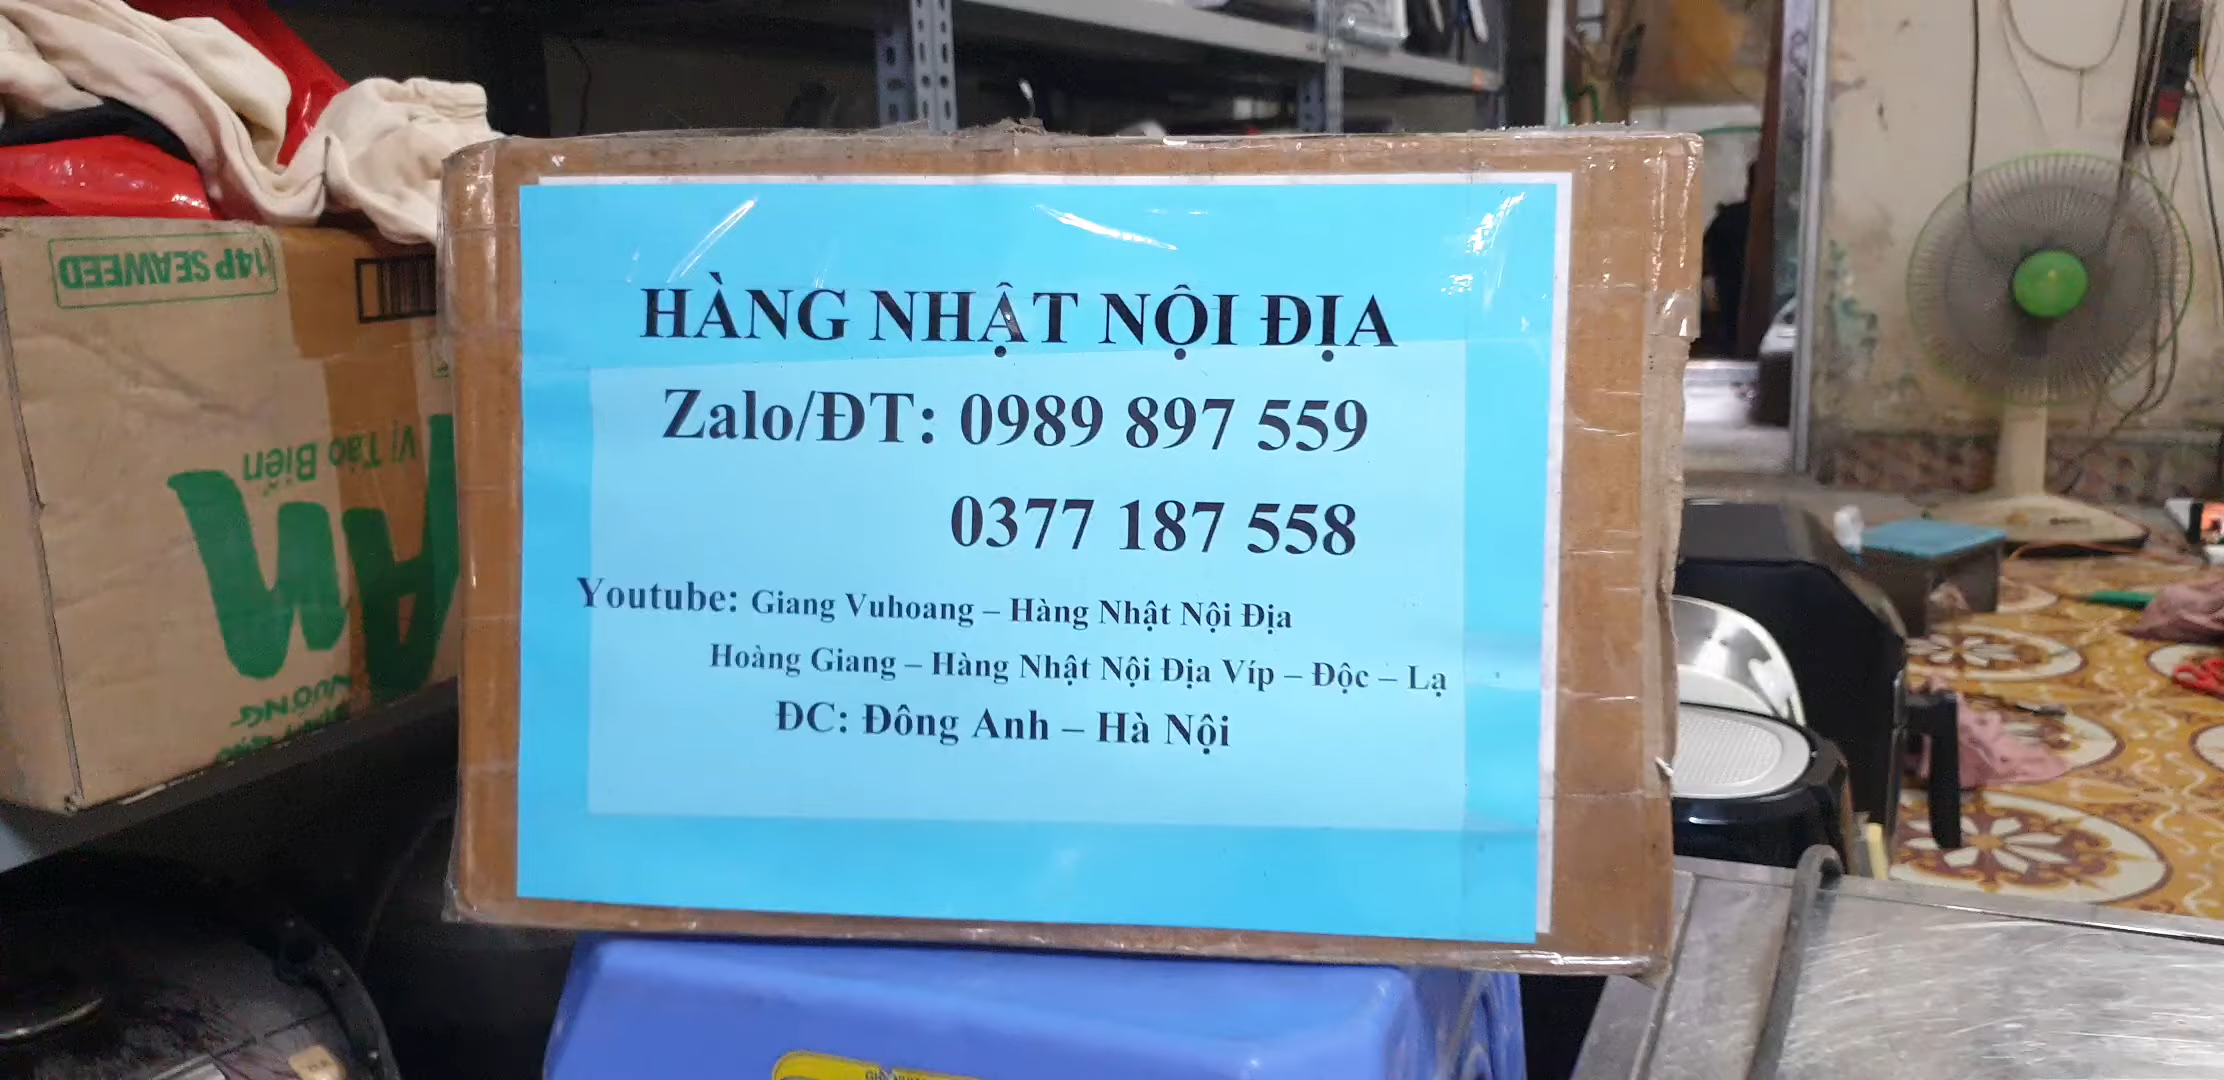 HÀNG NHẬT NỘI ĐỊA
Zalo/ĐT: 0989 897 559
0377 187 558
Youtube: Giang Vuhoang – Hàng Nhật Nội Địa
Hoàng Giang – Hàng Nhật Nội Địa Víp – Độc – Lạ
ĐC: Đông Anh – Hà Nội
14P SEAWEED
Vị Tảo Biển